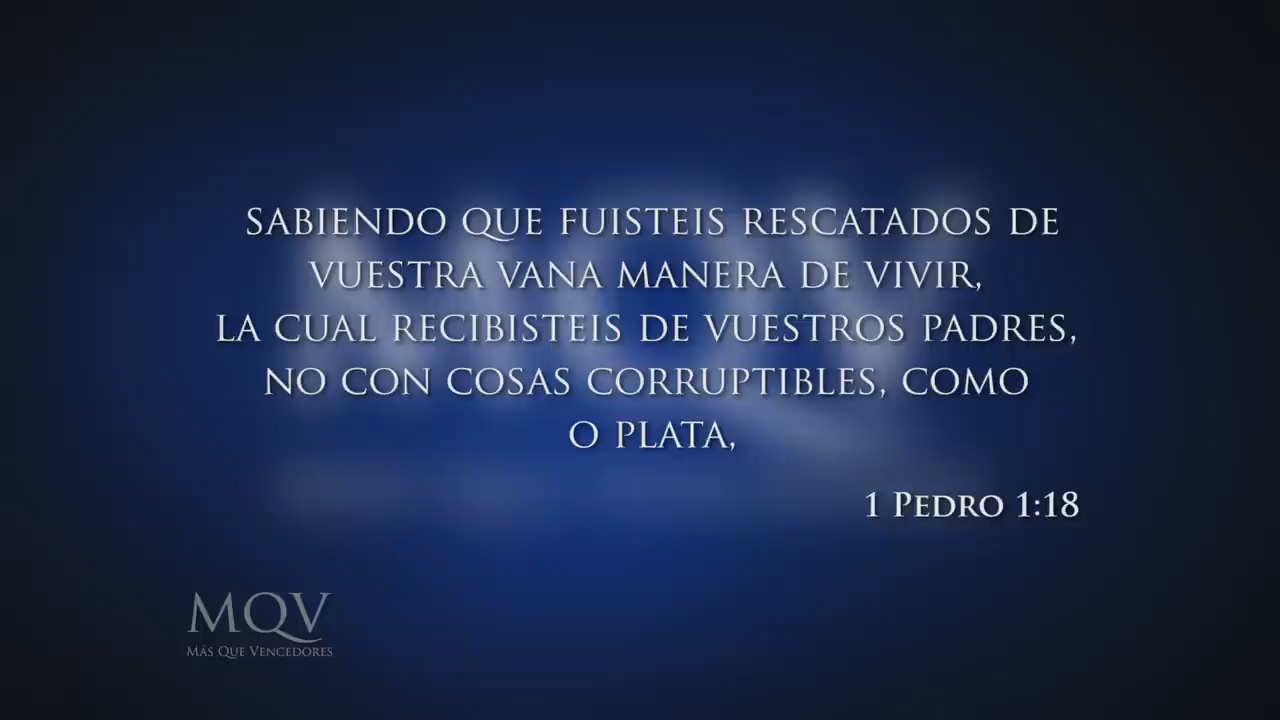 SABIENDO QUE FUISTEIS RESCATADOS DE
VUESTRA VANA MANERA DE VIVIR,
LA CUAL RECIBISTEIS DE VUESTROS PADRES,
NO CON COSAS CORRUPTIBLES, COMO
O PLATA,
1 PEDRO 1:18
MQV
MÁS QUE VENCEDORES